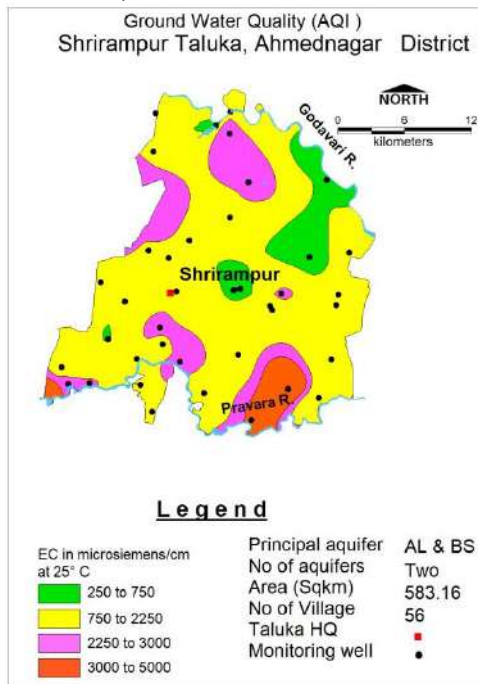 Ground Water Quality (AQI )
Shrirampur Taluka, Ahmednagar District
NORTH
0 6 12
kilometers
Godavari R.
Shrirampur
Pravara R.
Legend
EC in microsiemens/cm
at 25° C
250 to 750
750 to 2250
2250 to 3000
3000 to 5000
Principal aquifer AL & BS
No of aquifers Two
Area (Sqkm) 583.16
No of Village 56
Taluka HQ
Monitoring well